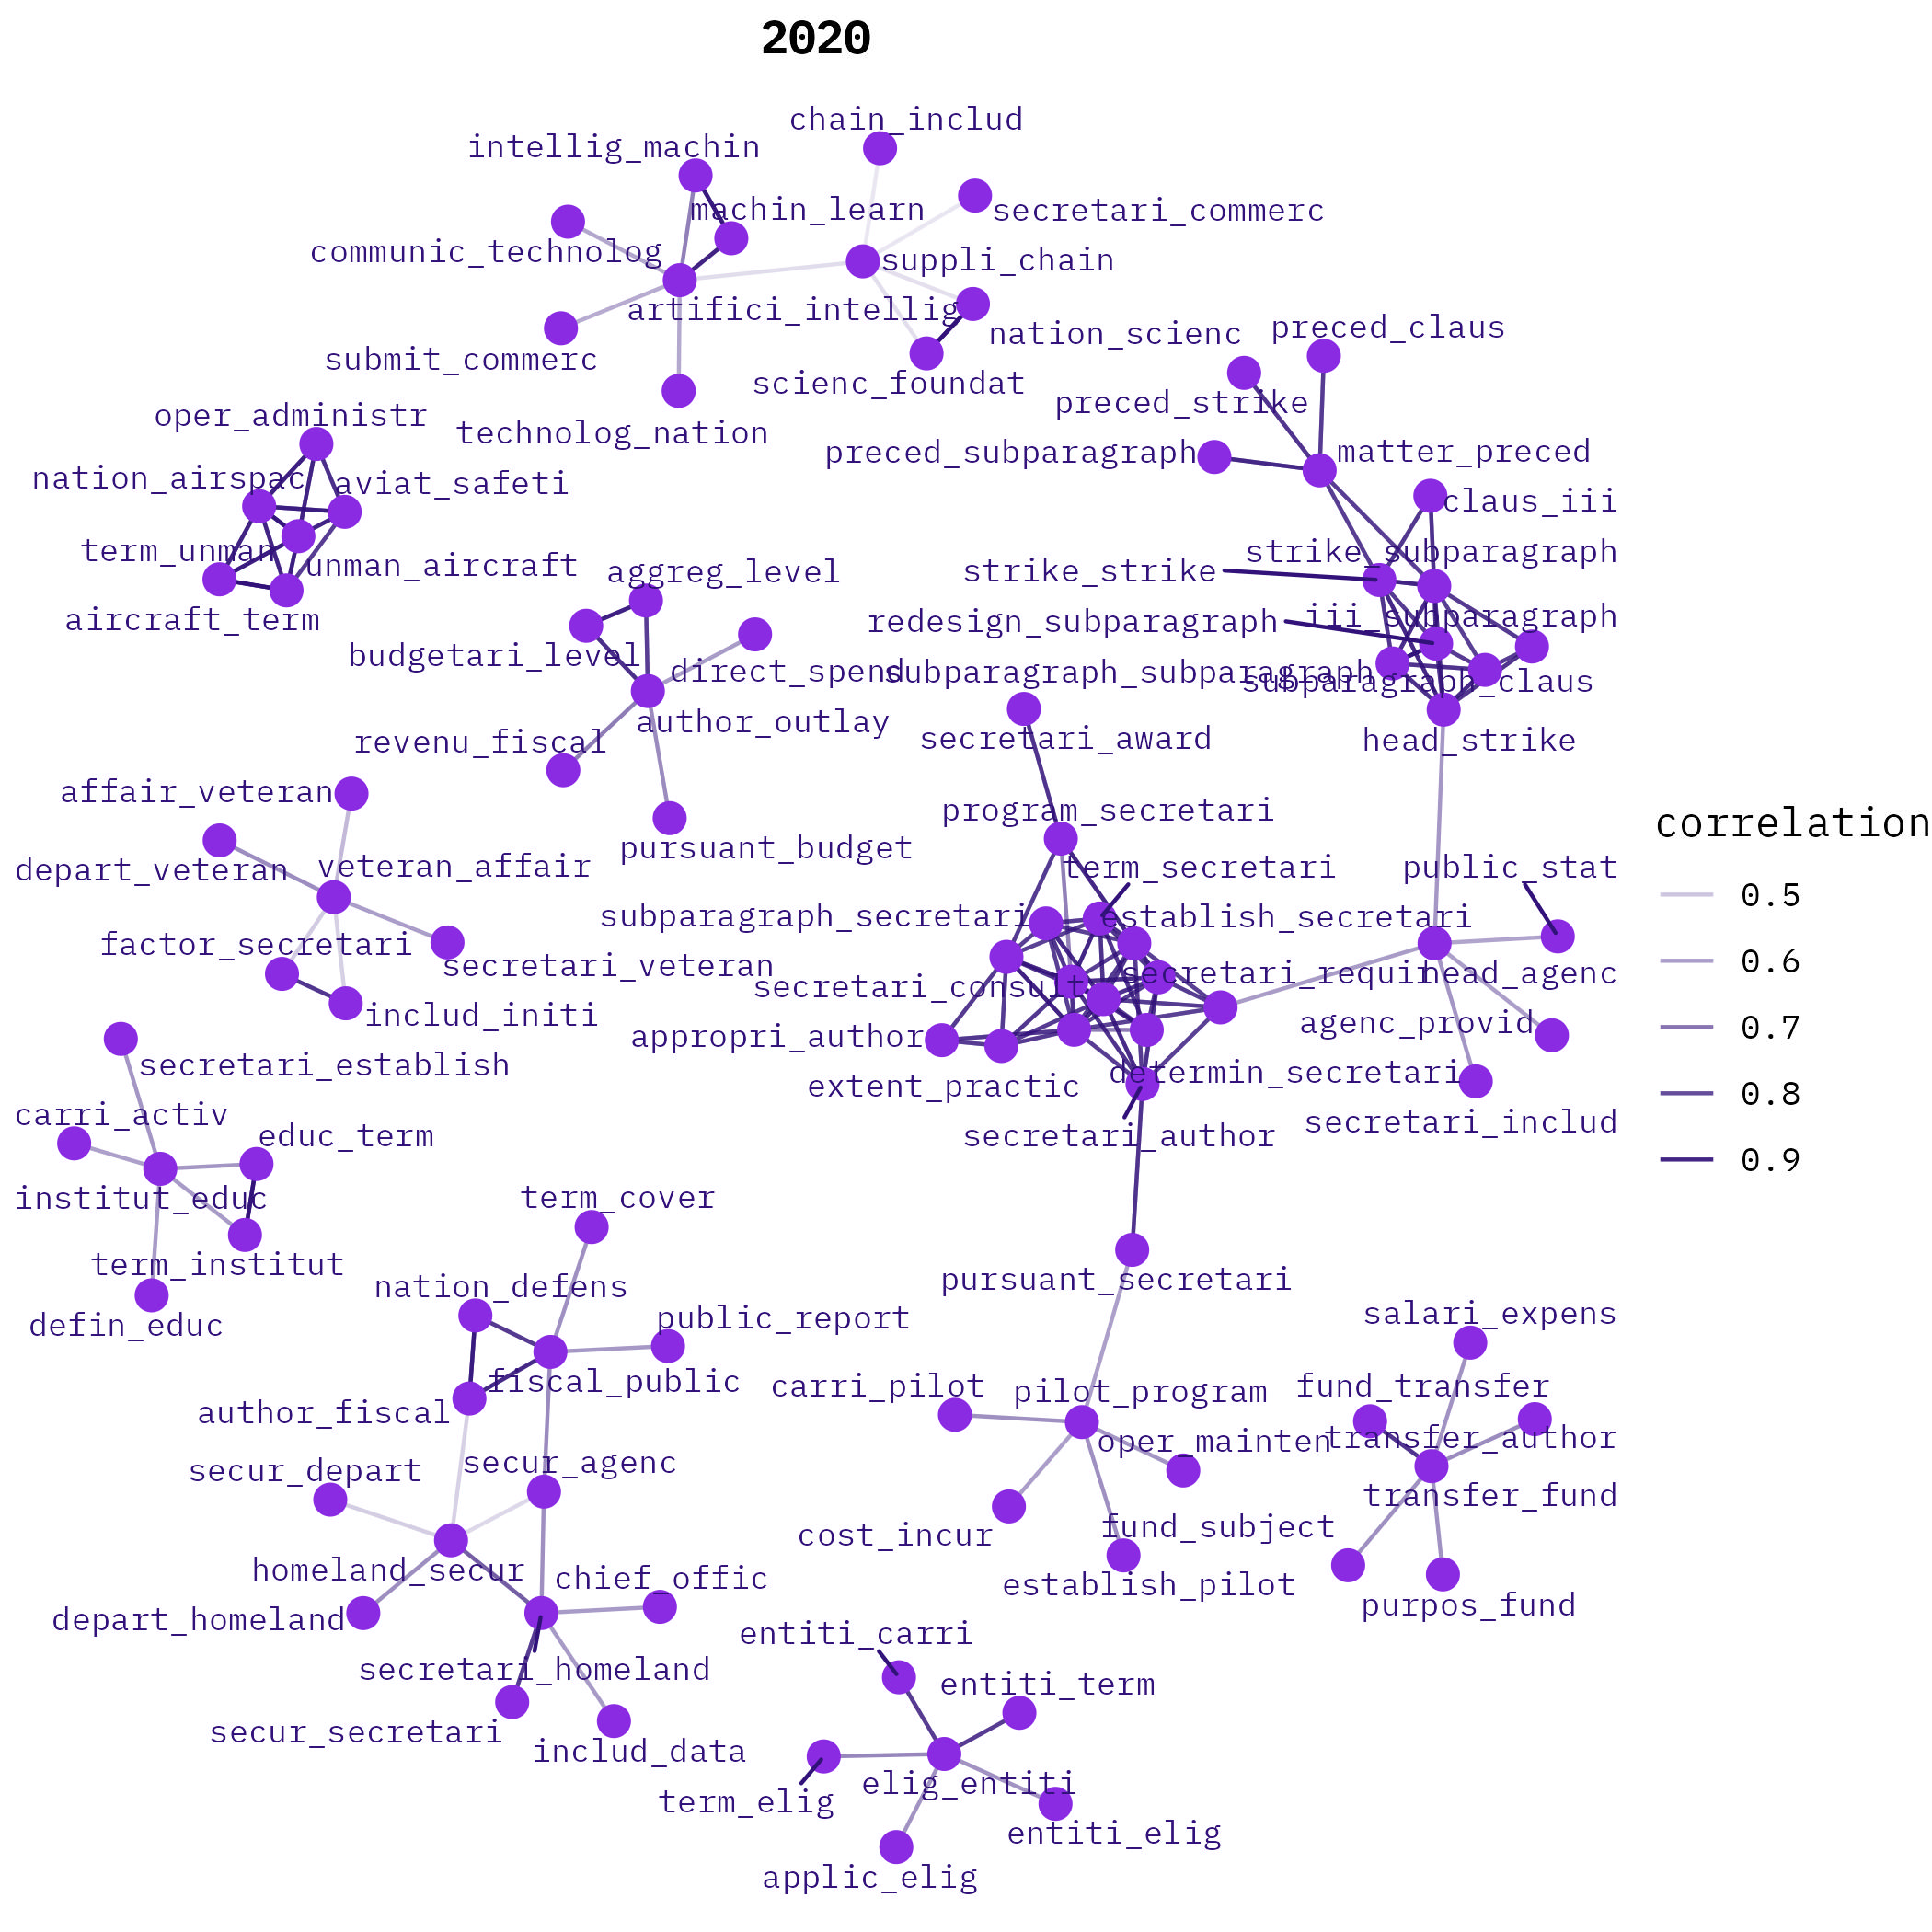 2020
chain_includ
intellig_machin
machin_learn
secretari_commerc
communic_technolog
suppli_chain
artifici_intellig
nation_scienc
preced_claus
submit_commerc
scienc_foundat
preced_strike
oper_administr
technolog_nation
preced_subparagraph
matter_preced
nation_airspac
aviat_safeti
claus_iii
term_unman
unman_aircraft
aggreg_level
strike_strike
strike_subparagraph
aircraft_term
redesign_subparagraph
iii_subparagraph
budgetari_level
direct_spend
subparagraph_subparagraph
subparagraph_claus
author_outlay
revenu_fiscal
secretari_award
head_strike
affair_veteran
program_secretari
correlation
pursuant_budget
depart_veteran
veteran_affair
term_secretari
public_stat
0.5
subparagraph_secretari
establish_secretari
factor_secretari
secretari_veteran
0.6
secretari_consult
secretari_requir
head_agenc
includ_initi
appropri_author
agenc_provid
0.7
secretari_establish
extent_practic
determin_secretari
0.8
carri_activ
educ_term
secretari_author
secretari_includ
0.9
institut_educ
term_cover
term_institut
nation_defens
pursuant_secretari
defin_educ
public_report
salari_expens
fiscal_public
carri_pilot
pilot_program
fund_transfer
author_fiscal
oper_mainten
transfer_author
secur_depart
secur_agenc
transfer_fund
cost_incur
fund_subject
homeland_secur
chief_offic
establish_pilot
depart_homeland
purpos_fund
entiti_carri
secretari_homeland
entiti_term
secur_secretari
includ_data
term_elig
elig_entiti
entiti_elig
applic_elig